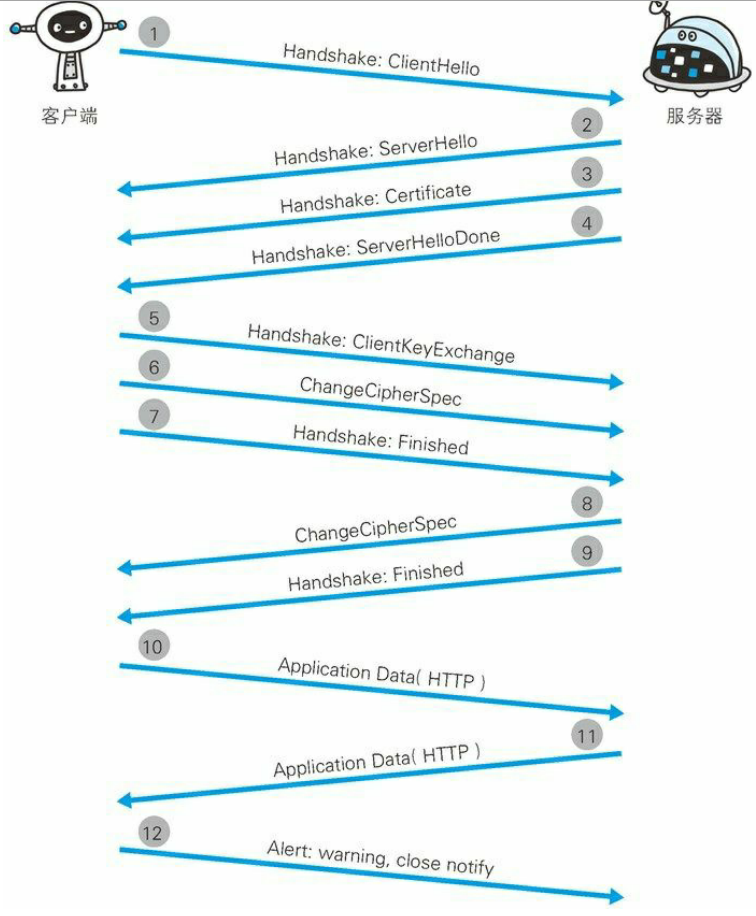 1
Handshake: ClientHello
客户端
服务器
2
Handshake: ServerHello
3
Handshake: Certificate
4
Handshake: ServerHelloDone
5
Handshake: ClientKeyExchange
6
ChangeCipherSpec
7
Handshake: Finished
8
ChangeCipherSpec
9
Handshake: Finished
10
Application Data( HTTP )
11
Application Data( HTTP )
12
Alert: warning, close notify